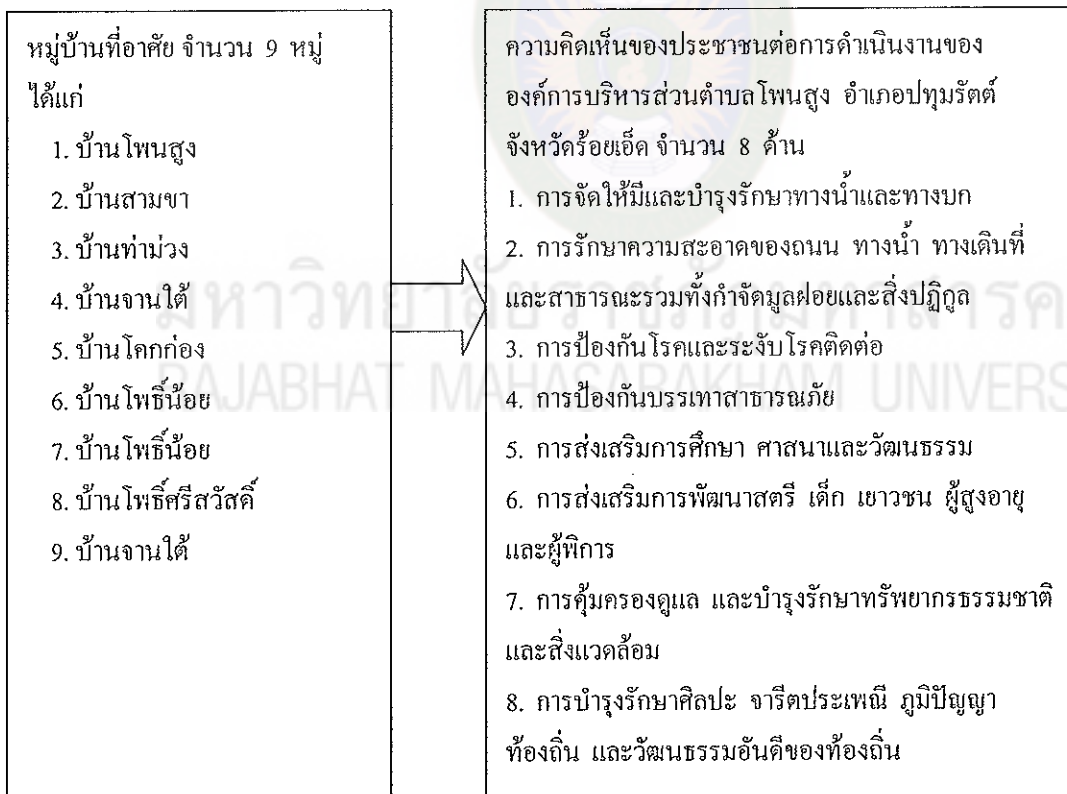 หมู่บ้านที่อาศัย จำนวน 9 หมู่
ได้แก่
1. บ้านโพนสูง
2. บ้านสามขา
3. บ้านท่าม่วง
4. บ้านจานใต้
5. บ้านโคกก่อง
6. บ้านโพธิ์น้อย
7. บ้านโพธิ์น้อย
8. บ้านโพธิ์ศรีสวัสดิ์
9. บ้านจานใต้
ความคิดเห็นของประชาชนต่อการดำเนินงานของ
องค์การบริหารส่วนตำบลโพนสูง อำเภอปทุมรัตต์
จังหวัดร้อยเอ็ด จำนวน 8 ด้าน
1. การจัดให้มีและบำรุงรักษาทางน้ำและทางบก
2. การรักษาความสะอาดของถนน ทางน้ำ ทางเดินที่
และสาธารณะรวมทั้งกำจัดมูลฝอยและสิ่งปฏิกูล
3. การป้องกันโรคและระงับโรคติดต่อ
4. การป้องกันบรรเทาสาธารณภัย
5. การส่งเสริมการศึกษา ศาสนาและวัฒนธรรม
6. การส่งเสริมการพัฒนาสตรี เด็ก เยาวชน ผู้สูงอายุ
และผู้พิการ
7. การคุ้มครองดูแล และบำรุงรักษาทรัพยากรธรรมชาติ
และสิ่งแวดล้อม
8. การบำรุงรักษาศิลปะ จารีตประเพณี ภูมิปัญญา
ท้องถิ่น และวัฒนธรรมอันดีของท้องถิ่น
มหาวิทยาลัยราชภัฏมหาสารค
RAJABHAT MAHASARAKHAM UNIVERS